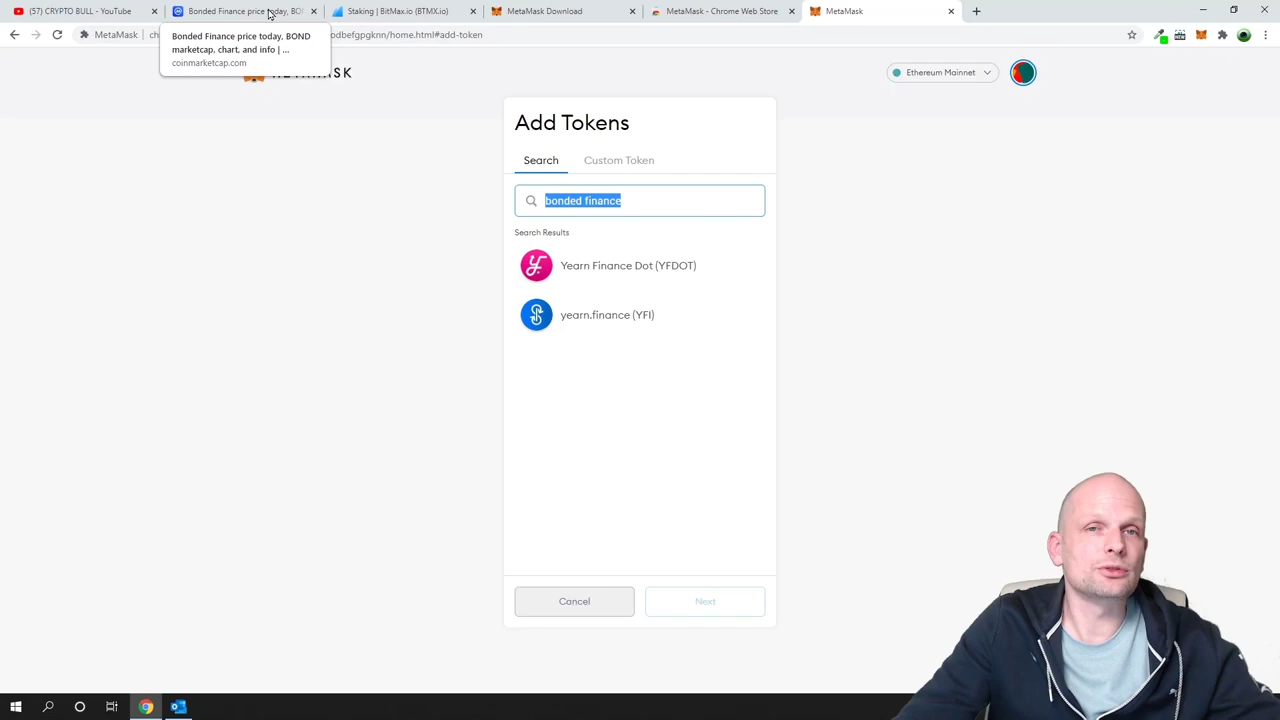 (57) CRYPTO BULL - YouTube
Bonded Finance price today, BO
Staking | BitMax.io (BTMX.io)
MetaMask Download
MetaMask - Chrome Web Store
MetaMask
MetaMask
odbefgpgknn/home.html#add-token
Bonded Finance price today, BOND
marketcap, chart, and info | ...
coinmarketcap.com
Ethereum Mainnet
Add Tokens
Search
Custom Token
bonded finance
Search Results
Yearn Finance Dot (YFDOT)
yearn.finance (YFI)
Cancel
Next